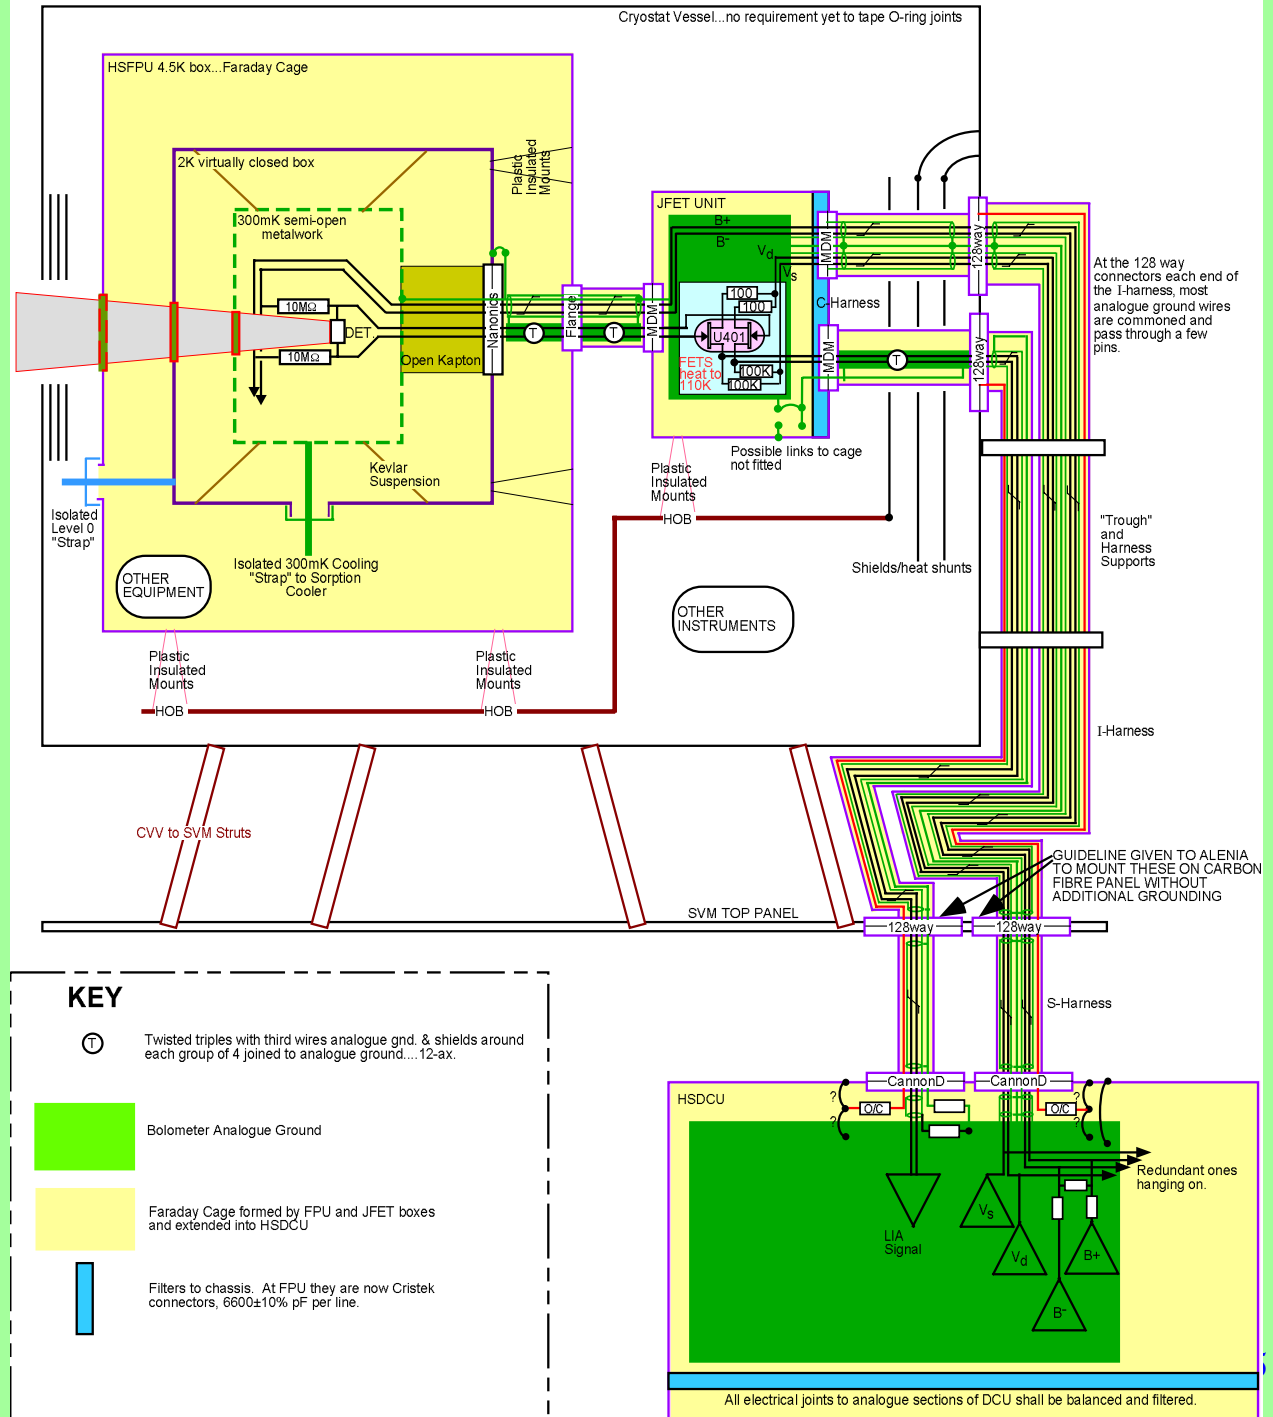 Cryostat Vessel...no requirement yet to tape O-ring joints
HSFPU 4.5K box...Faraday Cage
2K virtually closed box
Plastic
Insulated
Mounts
300mK semi-open
metalwork
10MΩ
DET.
10MΩ
Open Kapton
Nanonics
T
T
Flange
MDM
JFET UNIT
B+
B-
Vd
Vs
100
100
U401
FETS
heat to
110K
100K
100K
MDM
C-Harness
MDM
T
128way
128way
At the 128 way
connectors each end of
the I-harness, most
analogue ground wires
are commoned and
pass through a few
pins.
Possible links to cage
not fitted
Kevlar
Suspension
Plastic
Insulated
Mounts
HOB
Isolated
Level 0
"Strap"
Isolated 300mK Cooling
"Strap" to Sorption
Cooler
OTHER
EQUIPMENT
OTHER
INSTRUMENTS
Shields/heat shunts
"Trough"
and
Harness
Supports
Plastic
Insulated
Mounts
HOB
Plastic
Insulated
Mounts
HOB
I-Harness
CVV to SVM Struts
GUIDELINE GIVEN TO ALENIA
TO MOUNT THESE ON CARBON
FIBRE PANEL WITHOUT
ADDITIONAL GROUNDING
SVM TOP PANEL
128way
128way
S-Harness
KEY
T
Twisted triples with third wires analogue gnd. & shields around
each group of 4 joined to analogue ground....12-ax.
Bolometer Analogue Ground
Faraday Cage formed by FPU and JFET boxes
and extended into HSDCU
Filters to chassis.  At FPU they are now Cristek
connectors, 6600±10% pF per line.
HSDCU
CannonD
CannonD
?
?
O/C
O/C
?
?
Redundant ones
hanging on.
LIA
Signal
Vs
Vd
B+
B-
All electrical joints to analogue sections of DCU shall be balanced and filtered.